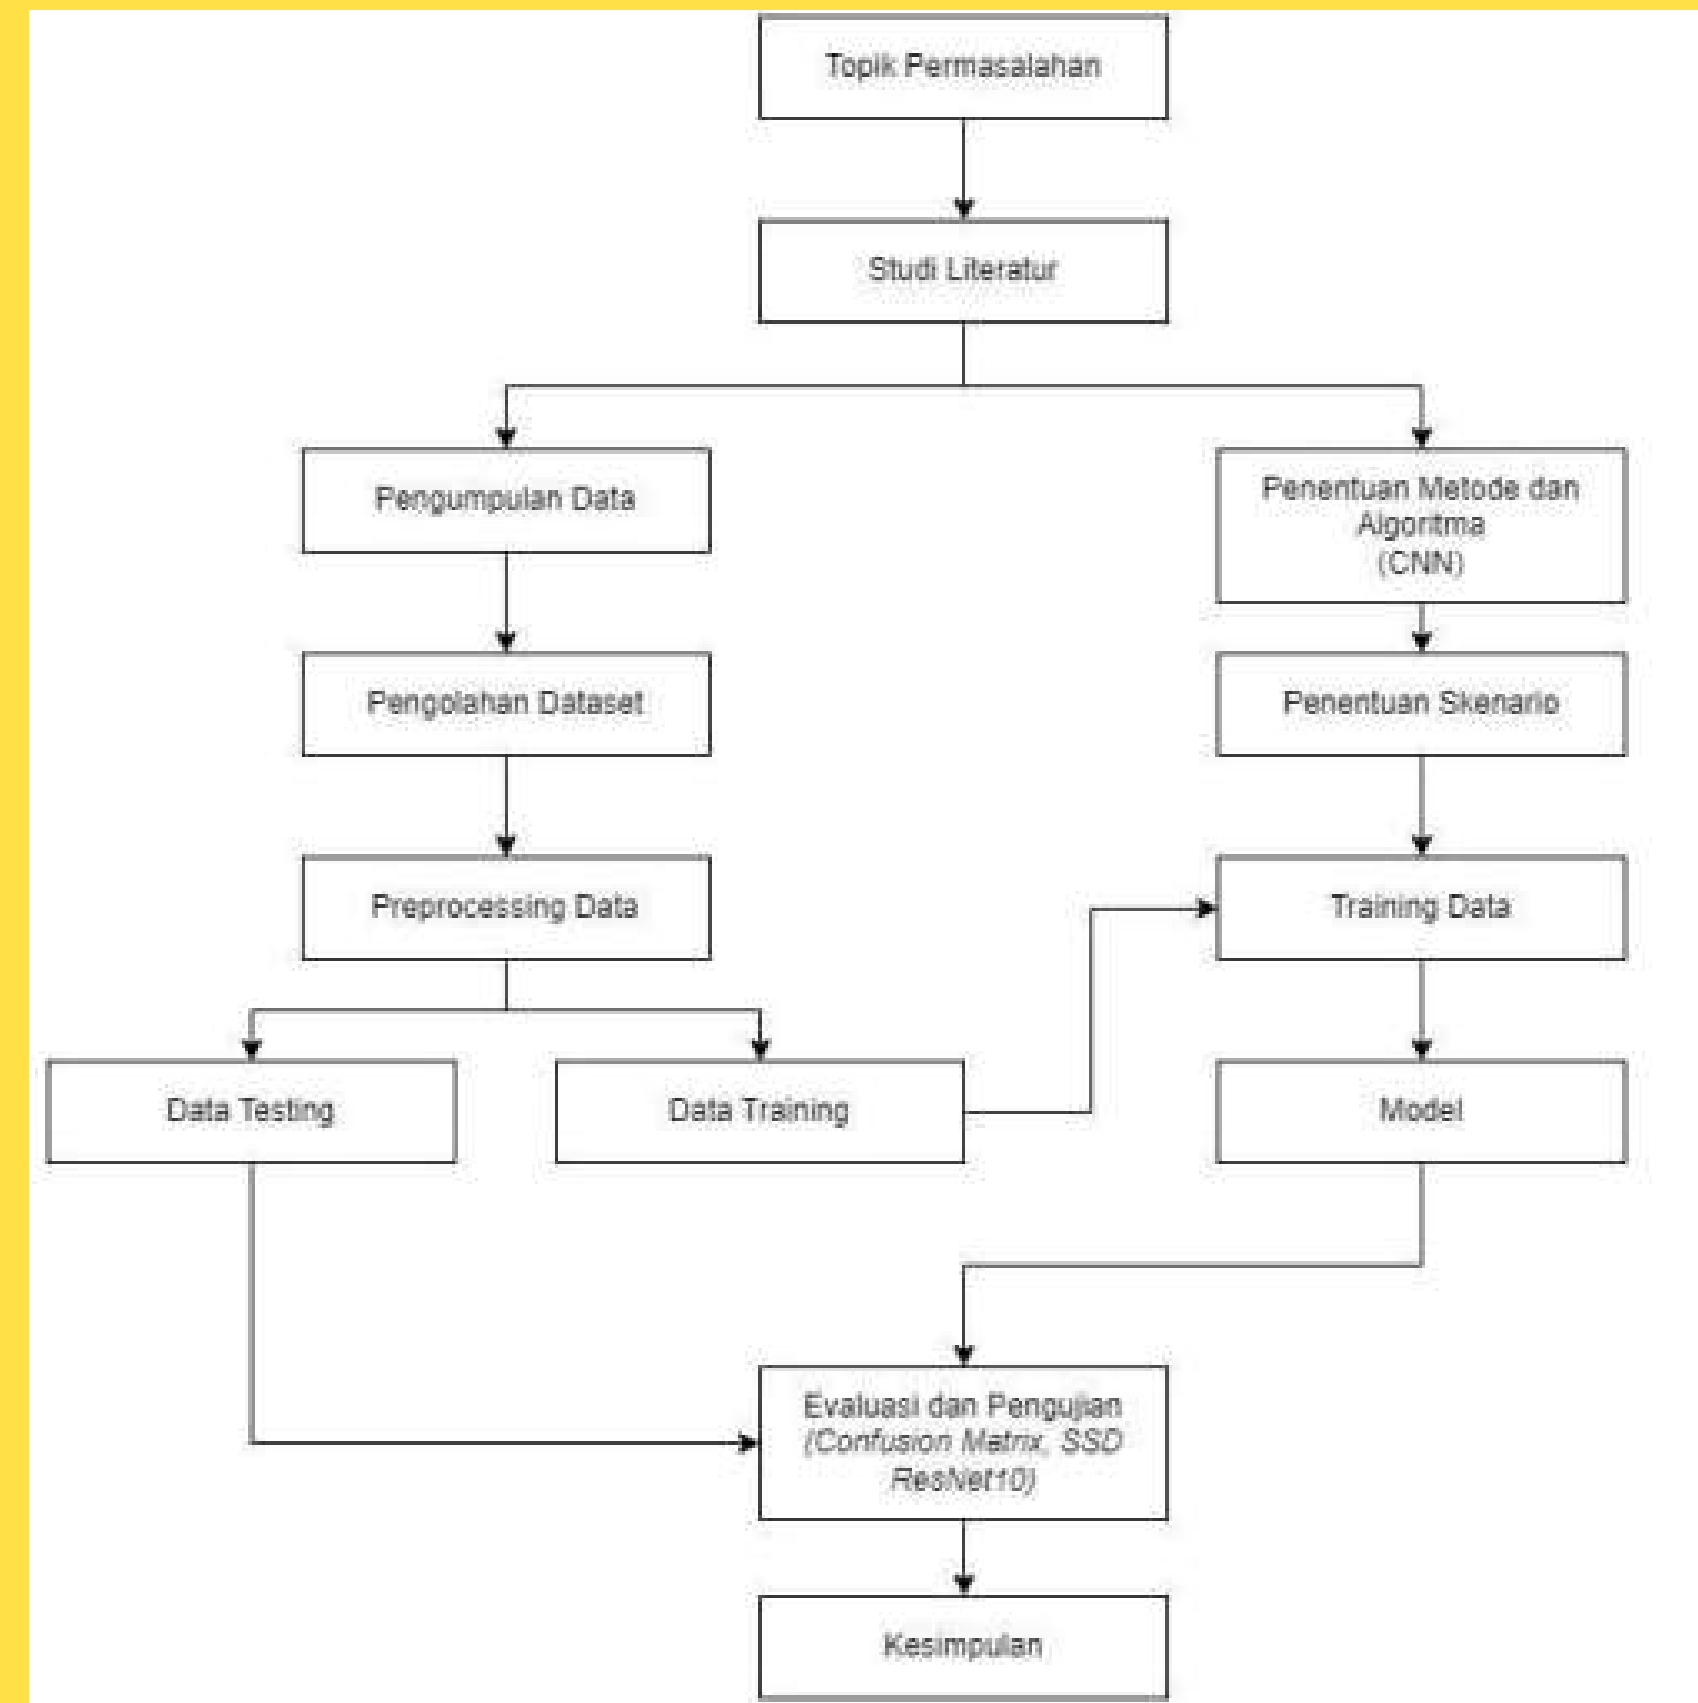 Topik Permasalahan
Studi Literatur
Pengumpulan Data
Penentuan Metode dan
Algoritma
(CNN)
Pengolahan Dataset
Penentuan Skenario
Preprocessing Data
Training Data
Data Testing
Data Training
Model
Evaluasi dan Pengujian
(Confusion Matrix, SSD
ResNet10)
Kesimpulan